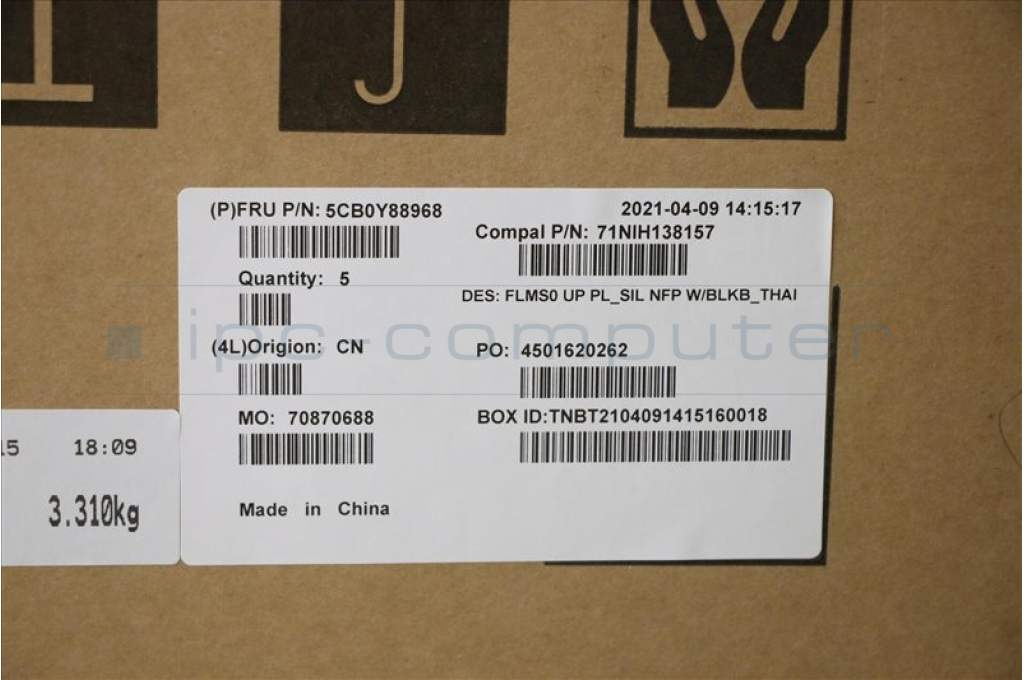 (P)FRU P/N: 5CB0Y88968
2021-04-09 14:15:17
Compal P/N: 71NIH138157
Quantity: 5
DES: FLMS0 UP PL_SIL NFP W/BLKB_THAI
ipc-computer
(4L)Origion: CN
PO: 4501620262
MO: 70870688
BOX ID:TNBT2104091415160018
15 18:09
3.310kg
Made in China